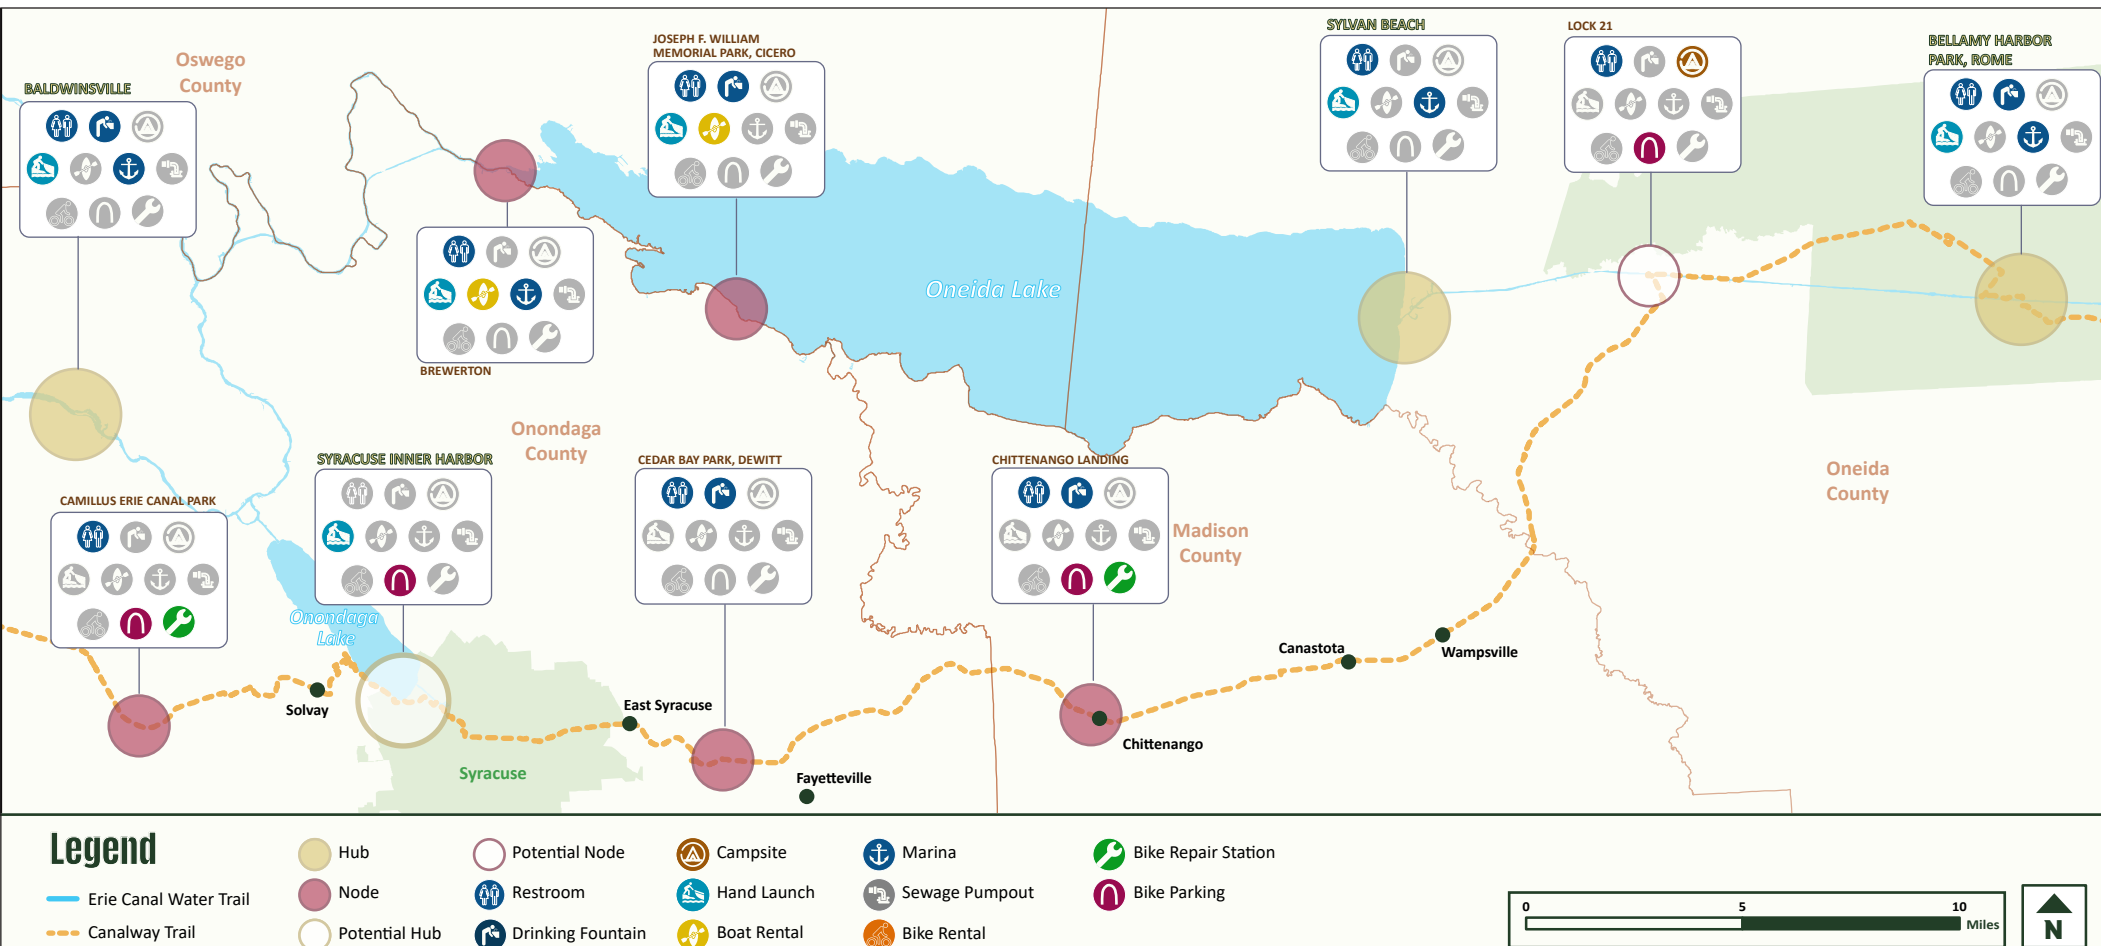 Oswego
County
BALDWINSVILLE
JOSEPH F. WILLIAM
MEMORIAL PARK, CICERO
SYLVAN BEACH
LOCK 21
BELLAMY HARBOR
PARK, ROME
BREWERTON
Oneida Lake
Onondaga
County
Oneida
County
Madison
County
CAMILLUS ERIE CANAL PARK
SYRACUSE INNER HARBOR
CEDAR BAY PARK, DEWITT
CHITTENANGO LANDING
Onondaga
Lake
Solvay
East Syracuse
Syracuse
Fayetteville
Chittenango
Canastota
Wampsville
Legend
Erie Canal Water Trail
Canalway Trail
Hub
Node
Potential Hub
Potential Node
Restroom
Drinking Fountain
Campsite
Hand Launch
Boat Rental
Marina
Sewage Pumpout
Bike Rental
Bike Repair Station
Bike Parking
0 5 10
Miles
N